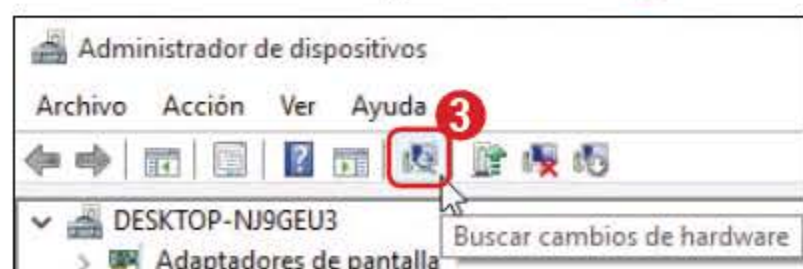 Administrador de dispositivos
Archivo Acción Ver Ayuda
3
DESKTOP-NJ9GEU3
Buscar cambios de hardware
Adaptadores de pantalla